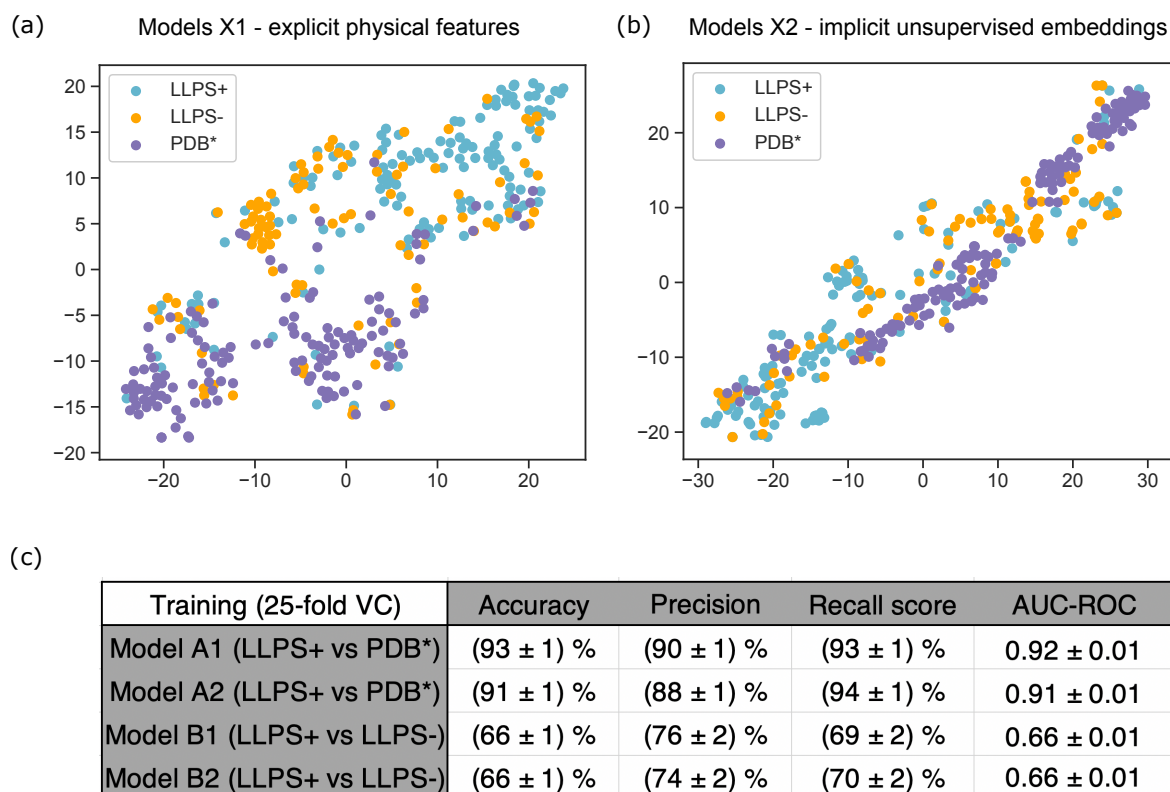 (a) Models X1 - explicit physical features
(b) Models X2 - implicit unsupervised embeddings
LLPS+
LLPS-
PDB*
20
15
10
5
0
−5
−10
−15
−20
−20 −10 0 10 20
LLPS+
LLPS-
PDB*
20
10
0
−10
−20
−30 −20 −10 0 10 20 30
(c)
Training (25-fold VC) Accuracy Precision Recall score AUC-ROC
Model A1 (LLPS+ vs PDB*) (93 ± 1) % (90 ± 1) % (93 ± 1) % 0.92 ± 0.01
Model A2 (LLPS+ vs PDB*) (91 ± 1) % (88 ± 1) % (94 ± 1) % 0.91 ± 0.01
Model B1 (LLPS+ vs LLPS-) (66 ± 1) % (76 ± 2) % (69 ± 2) % 0.66 ± 0.01
Model B2 (LLPS+ vs LLPS-) (66 ± 1) % (74 ± 2) % (70 ± 2) % 0.66 ± 0.01